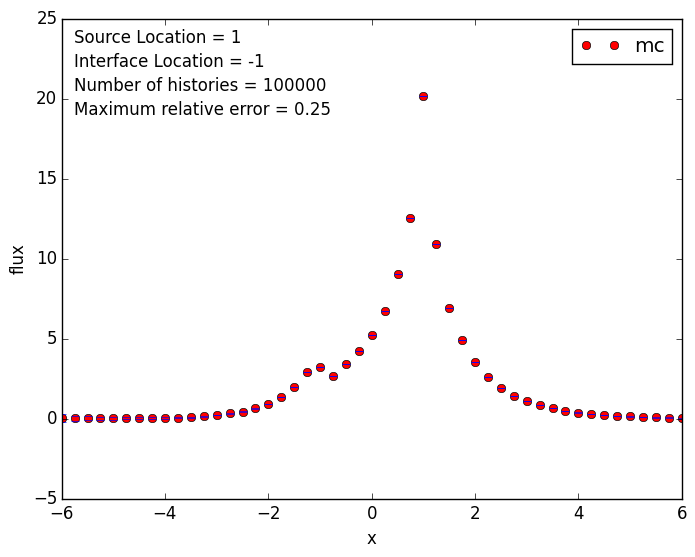 25
Source Location = 1
Interface Location = -1
Number of histories = 100000
Maximum relative error = 0.25
mc
20
15
10
5
0
−5
flux
−6 −4 −2 0 2 4 6
x